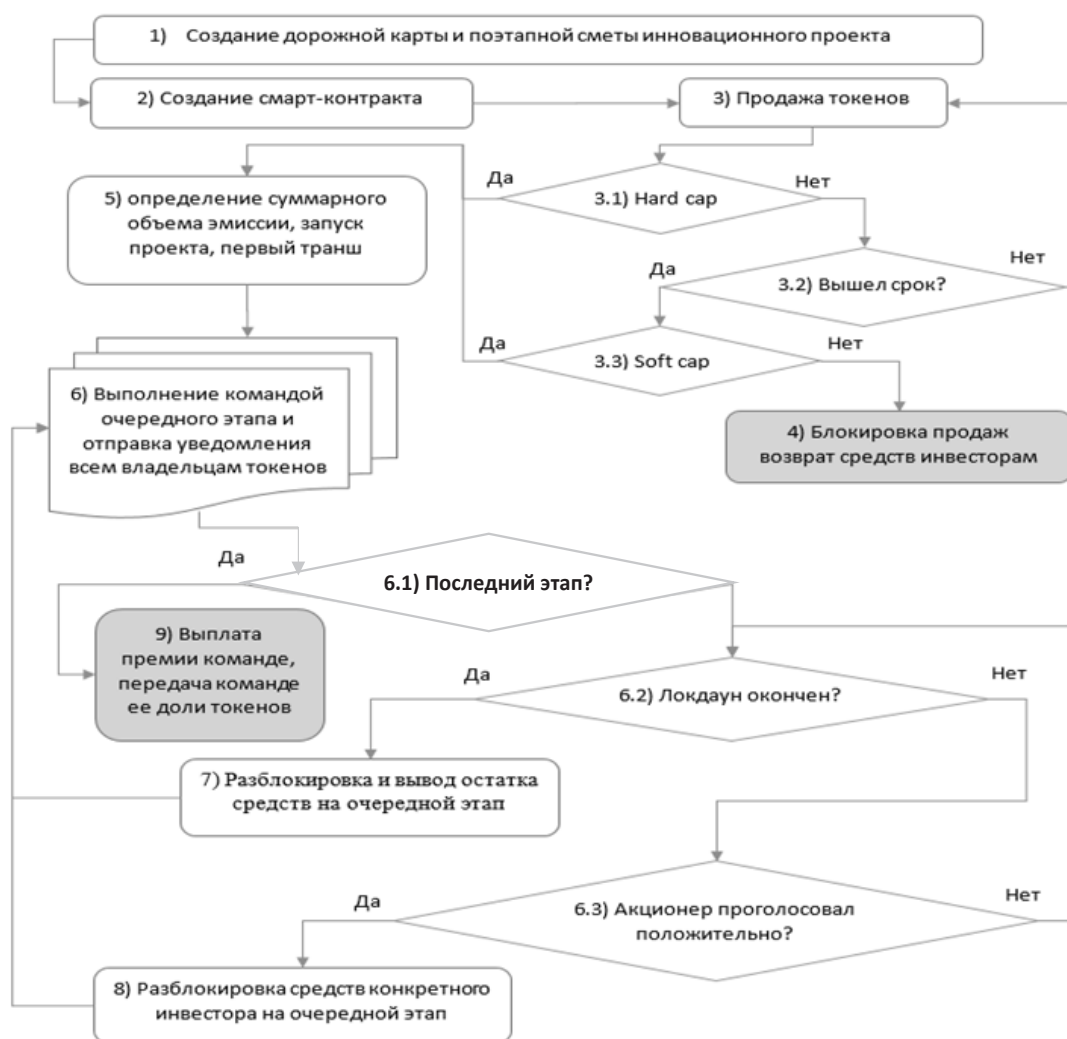 1) Создание дорожной карты и поэтапной сметы инновационного проекта
2) Создание смарт-контракта
3) Продажа токенов
Да
3.1) Hard cap
Нет
5) определение суммарного
объема эмиссии, запуск
проекта, первый транш
Да
3.2) Вышел срок?
Нет
Да
3.3) Soft cap
Нет
4) Блокировка продаж
возврат средств инвесторам
6) Выполнение командой
очередного этапа и
отправка уведомления
всем владельцам токенов
Да
6.1) Последний этап?
9) Выплата
премии команде,
передача команде
ее доли токенов
Да
6.2) Локдаун окончен?
Нет
7) Разблокировка и вывод остатка
средств на очередной этап
Да
6.3) Акционер проголосовал
положительно?
Нет
8) Разблокировка средств конкретного
инвестора на очередной этап